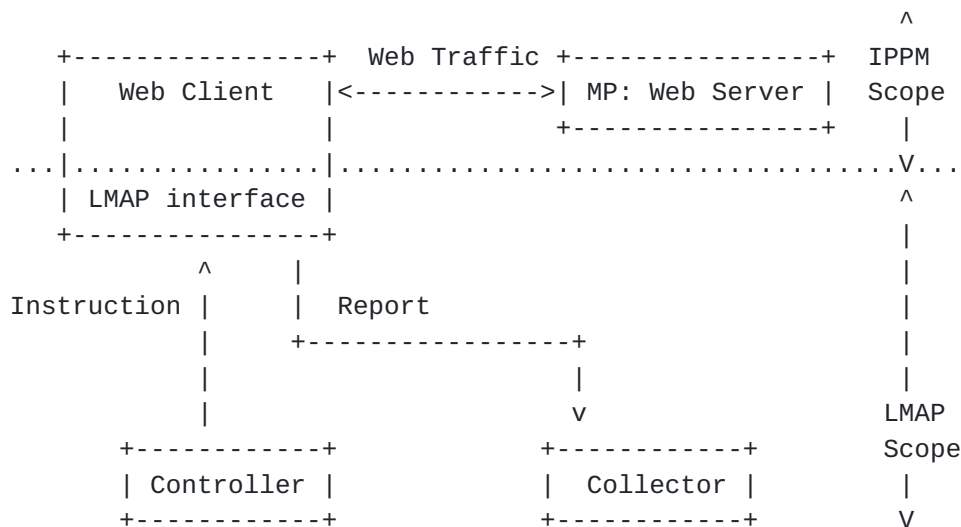 ^
   +----------------+  Web Traffic +----------------+  IPPM
   |   Web Client   |<------------>| MP: Web Server |  Scope
   |                |              +----------------+    |
...|................|....................................V...
   | LMAP interface |                                     ^
   +----------------+                                     |
            ^     |                                       |
Instruction |     |  Report                               |
            |     +-----------------+                     |
            |                       |                     |
            |                       v                   LMAP
       +------------+             +------------+        Scope
       | Controller |             |  Collector |          |
       +------------+             +------------+          V